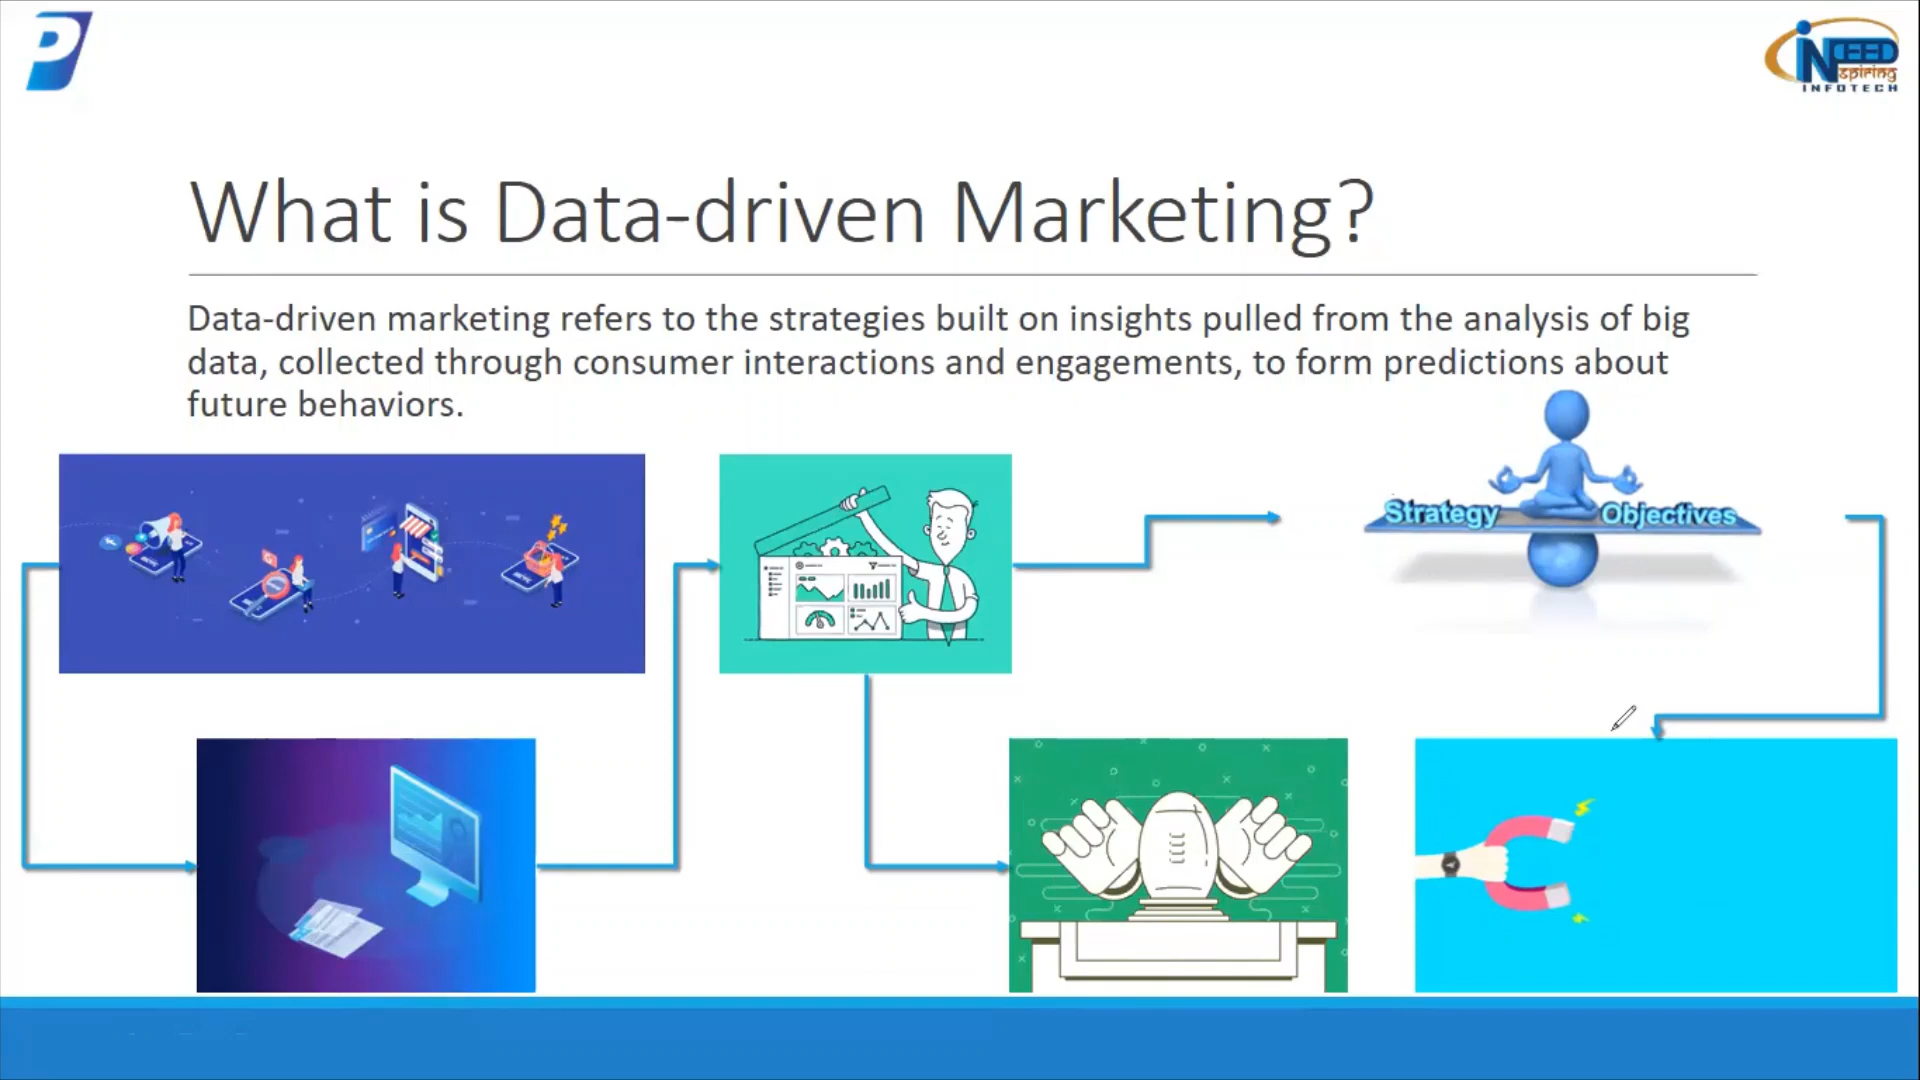 iNEED
nspiring
INFOTECH
What is Data-driven Marketing?
Data-driven marketing refers to the strategies built on insights pulled from the analysis of big
data, collected through consumer interactions and engagements, to form predictions about
future behaviors.
Strategy Objectives